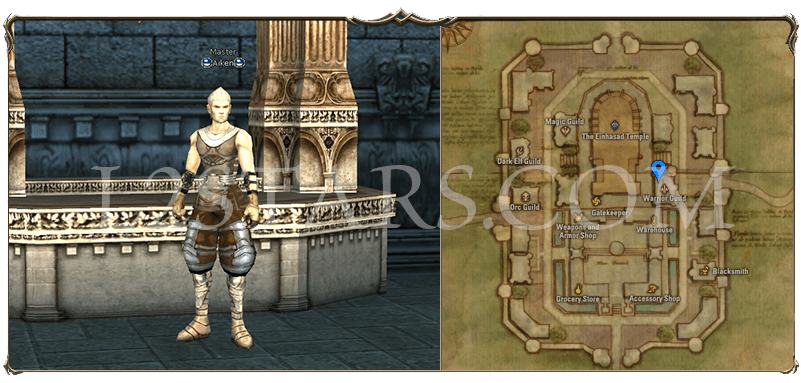 Master
Aiken
L2STARS.COM
Magic Guild
The Einhasad Temple
Dark Elf Guild
Orc Guild
Warrior Guild
Gatekeeper
Weapons and
Armor Shop
Warehouse
Blacksmith
Grocery Store
Accessory Shop